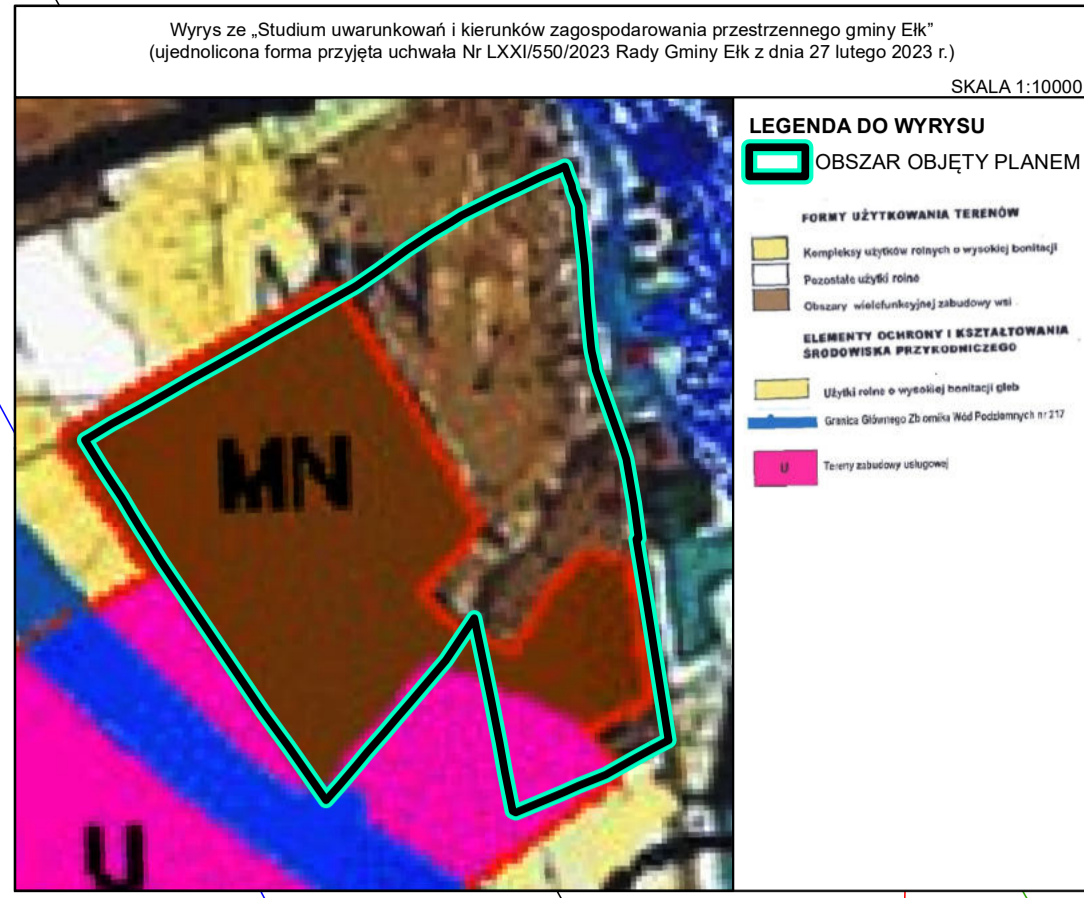 Wyrys ze „Studium uwarunkowań i kierunków zagospodarowania przestrzennego gminy Ełk”
(ujednolicona forma przyjęta uchwała Nr LXXI/550/2023 Rady Gminy Ełk z dnia 27 lutego 2023 r.)
SKALA 1:10000
LEGENDA DO WYRYSU
OBSZAR OBJĘTY PLANEM
FORMY UŻYTKOWANIA TERENÓW
Kompleksy użytków rolnych o wysokiej bonitacji
Pozostałe użytki rolne
Obszary wielofunkcyjnej zabudowy wsi
ELEMENTY OCHRONY I KSZTAŁTOWANIA
ŚRODOWISKA PRZYRODNICZEGO
Użytki rolne o wysokiej bonitacji gleb
Granica Głównego Zbiornika Wód Podziemnych nr 217
U
Tereny zabudowy usługowej
MN
U